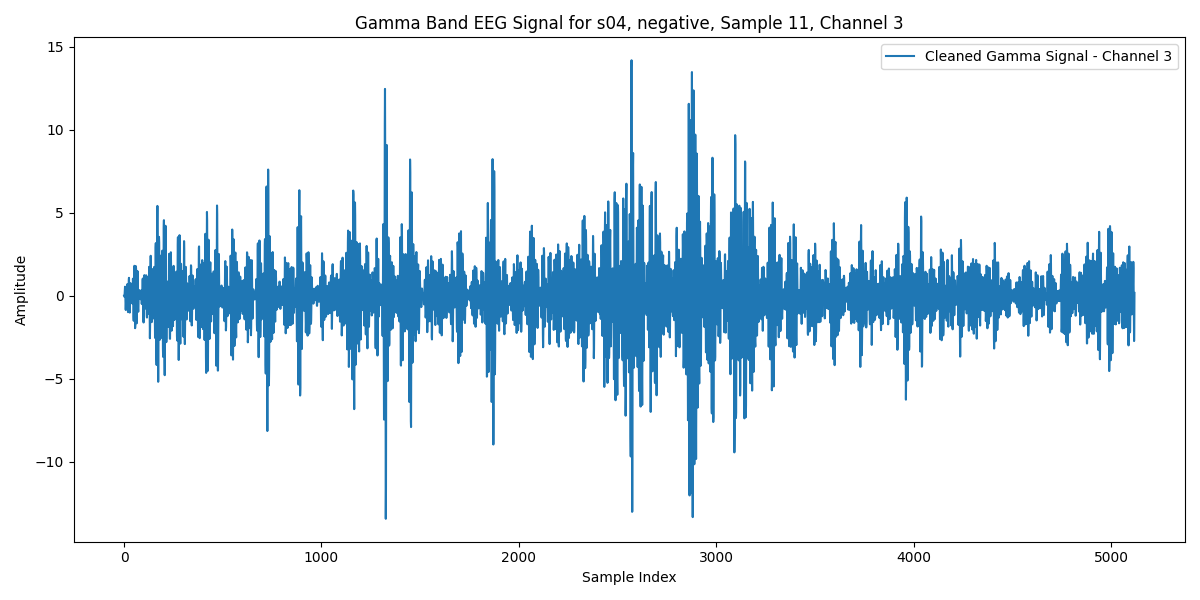 Gamma Band EEG Signal for s04, negative, Sample 11, Channel 3
Cleaned Gamma Signal - Channel 3
15
10
5
0
−5
−10
Amplitude
0 1000 2000 3000 4000 5000
Sample Index